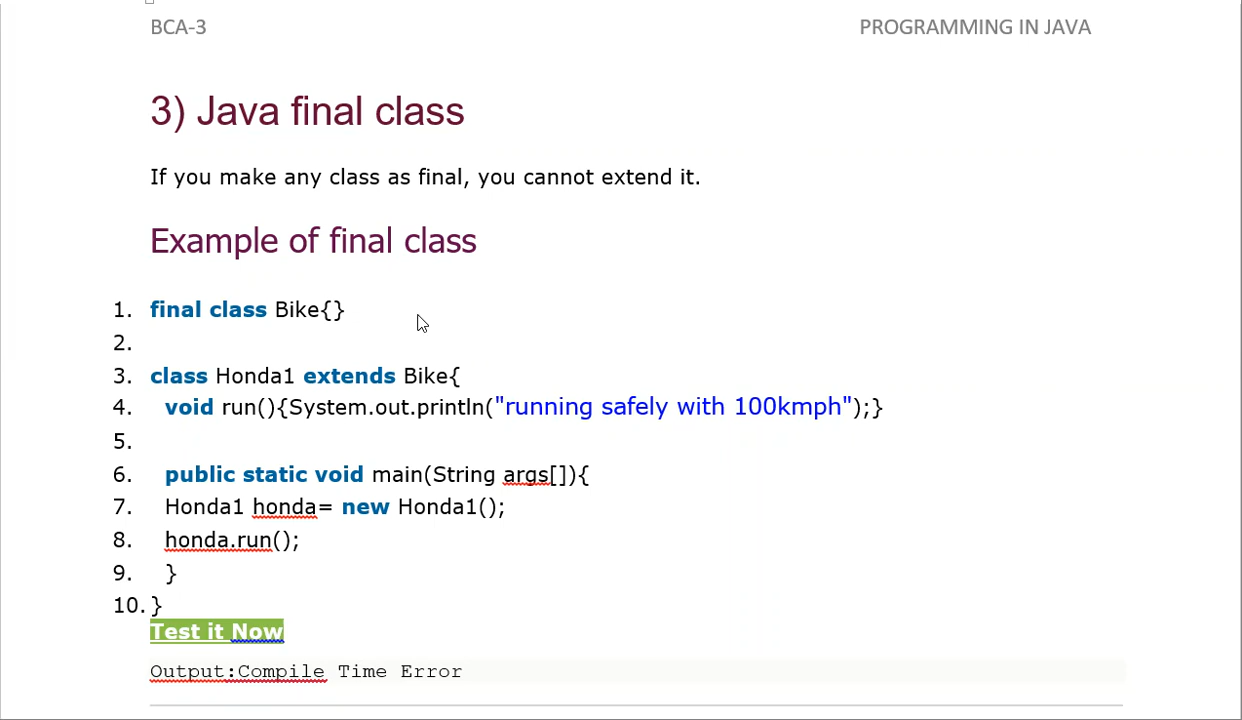 BCA-3 PROGRAMMING IN JAVA
3) Java final class
If you make any class as final, you cannot extend it.
Example of final class
1. final class Bike{}
2.
3. class Honda1 extends Bike{
4. void run(){System.out.println("running safely with 100kmph");}
5.
6. public static void main(String args[]){
7. Honda1 honda= new Honda1();
8. honda.run();
9. }
10. }
Test it Now
Output:Compile Time Error